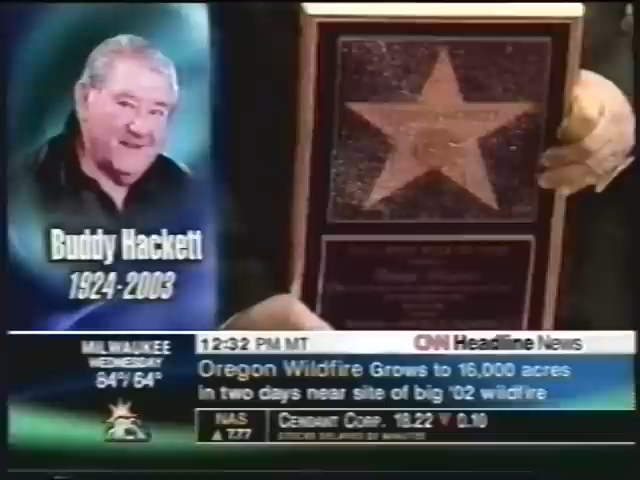 Buddy Hackett
1924-2003
MILWAUKEE
WEDNESDAY
84°/64°
12:32 PM MT
CNN Headline News
Oregon Wildfire Grows to 16,000 acres
in two days near site of big '02 wildfire
NAS
▲7.77
CENDANT CORP. 18.22 ▼ 0.10
STOCKS DELAYED 20 MINUTES